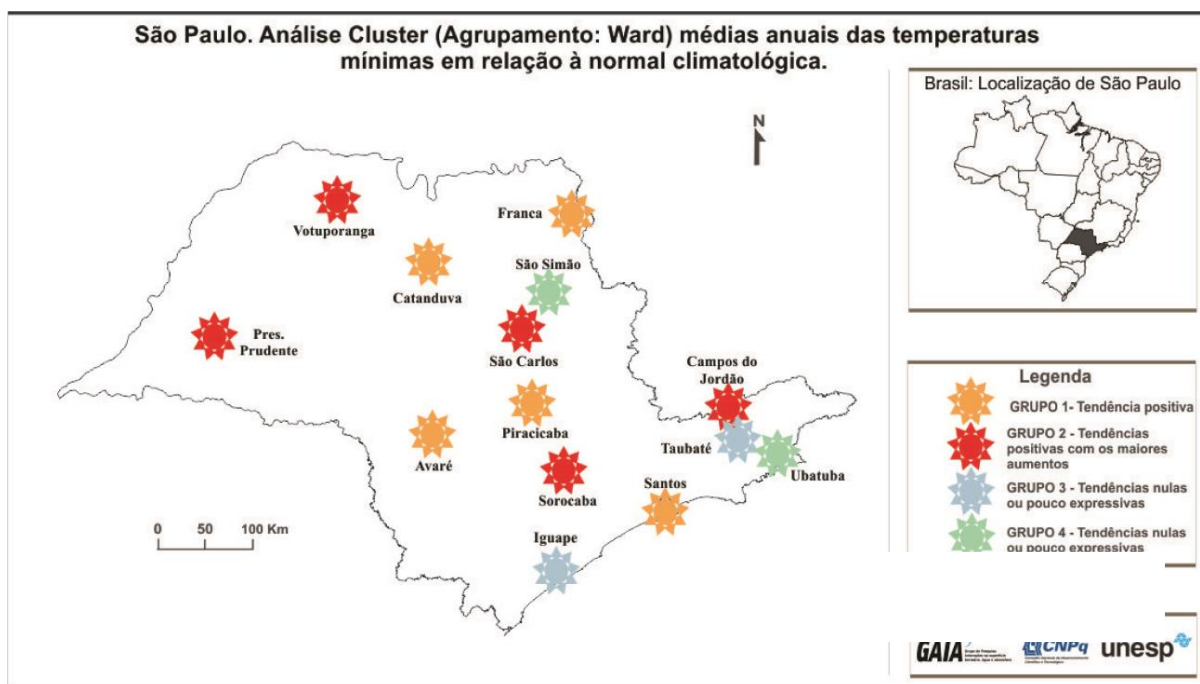 São Paulo. Análise Cluster (Agrupamento: Ward) médias anuais das temperaturas
mínimas em relação à normal climatológica.
Brasil: Localização de São Paulo
N
Votuporanga
Franca
São Simão
Catanduva
Pres.
Prudente
São Carlos
Campos do
Jordão
Piracicaba
Avaré
Taubaté
Ubatuba
Sorocaba
Santos
Iguape
0 50 100 Km
Legenda
GRUPO 1- Tendência positiva
GRUPO 2 - Tendências
positivas com os maiores
aumentos
GRUPO 3 - Tendências nulas
ou pouco expressivas
GRUPO 4 - Tendências nulas
ou pouco expressivas
GAIA
CNPq
unesp